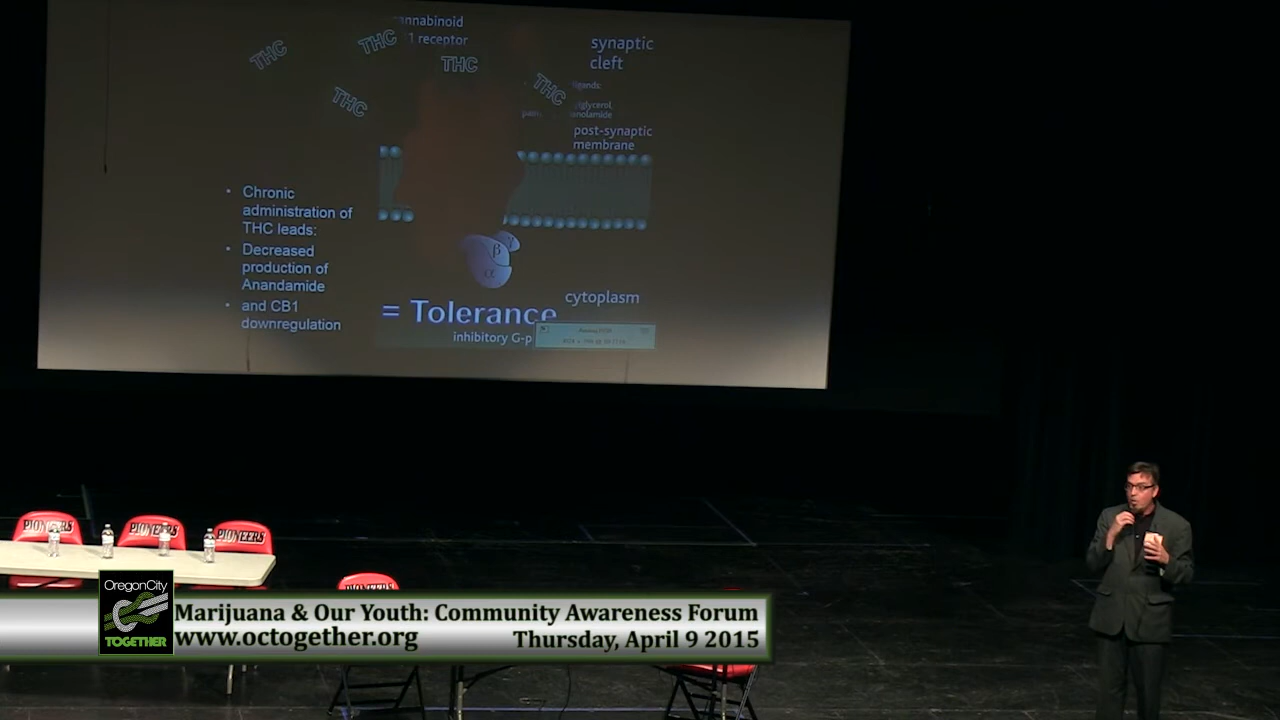 cannabinoid
1 receptor
THC
THC
THC
THC
THC
synaptic
cleft
post-synaptic
membrane
• Chronic
administration of
THC leads:
• Decreased
production of
Anandamide
• and CB1
downregulation
γ
β
α
cytoplasm
= Tolerance
inhibitory G-p
PIONEERS
PIONEERS
PIONEERS
PIONEERS
OregonCity
TOGETHER
Marijuana & Our Youth: Community Awareness Forum
www.octogether.org
Thursday, April 9 2015